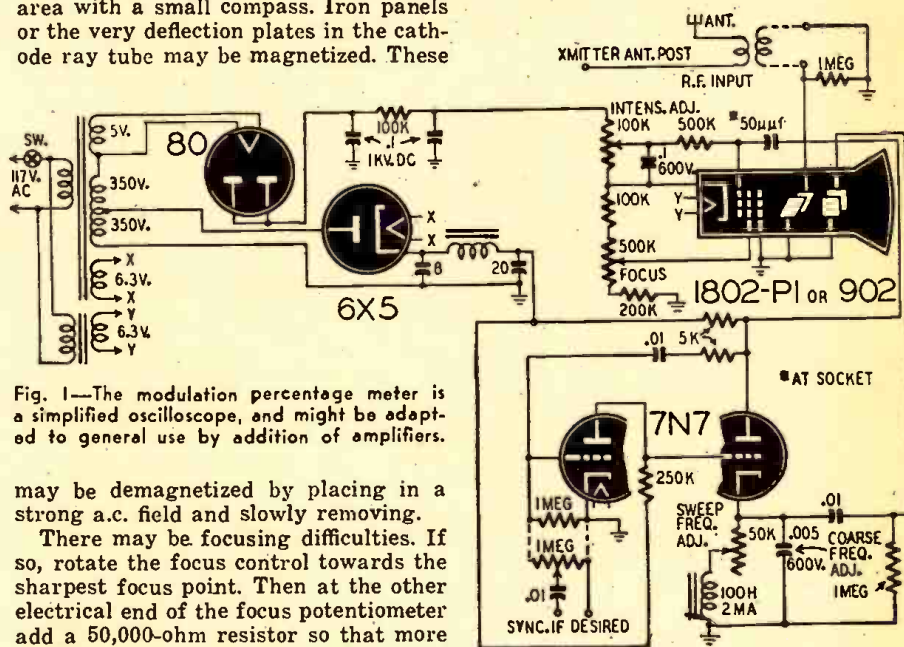 area with a small compass. Iron panels
or the very deflection plates in the cath-
ode ray tube may be magnetized. These
ANT.
XMITTER ANT. POST
R.F. INPUT
1MEG
SW.
117V.
AC
5V.
350V.
350V.
X
6.3V.
X
Y
6.3V.
Y
80
100K
.1
1KV.DC
X
X
6X5
8
20
INTENS. ADJ.
100K
500K
*50µµf
.1
600V.
Y
Y
100K
500K
FOCUS
200K
1802-P1 OR 902
.01
5K
*AT SOCKET
7N7
250K
1MEG
1MEG
.01
SYNC. IF DESIRED
SWEEP
FREQ.
ADJ.
50K
100H
2MA
.005
600V.
.01
COARSE
FREQ.
ADJ.
1MEG
Fig. 1—The modulation percentage meter is
a simplified oscilloscope, and might be adapt-
ed to general use by addition of amplifiers.
may be demagnetized by placing in a
strong a.c. field and slowly removing.
There may be focusing difficulties. If
so, rotate the focus control towards the
sharpest focus point. Then at the other
electrical end of the focus potentiometer
add a 50,000-ohm resistor so that more